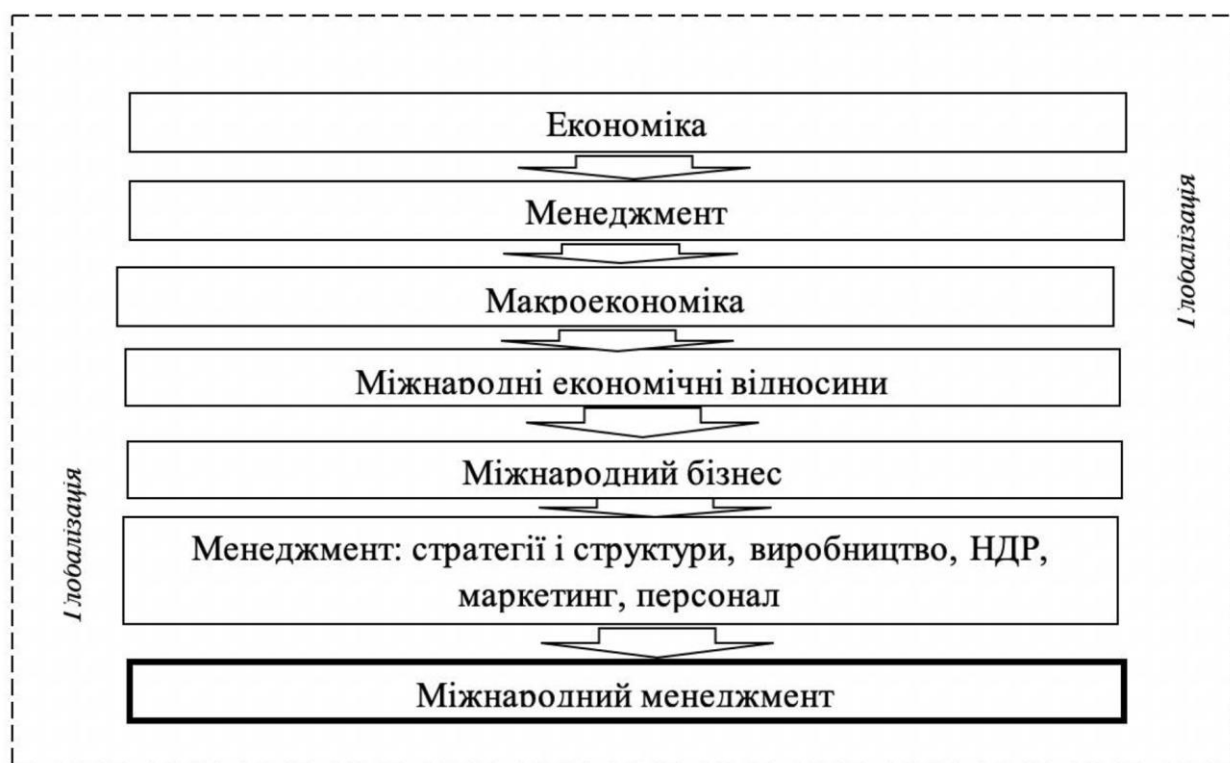 Економіка
Менеджмент
Глобалізація
Макроекономіка
Міжнародні економічні відносини
Міжнародний бізнес
Глобалізація
Менеджмент: стратегії і структури, виробництво, НДР,
маркетинг, персонал
Міжнародний менеджмент